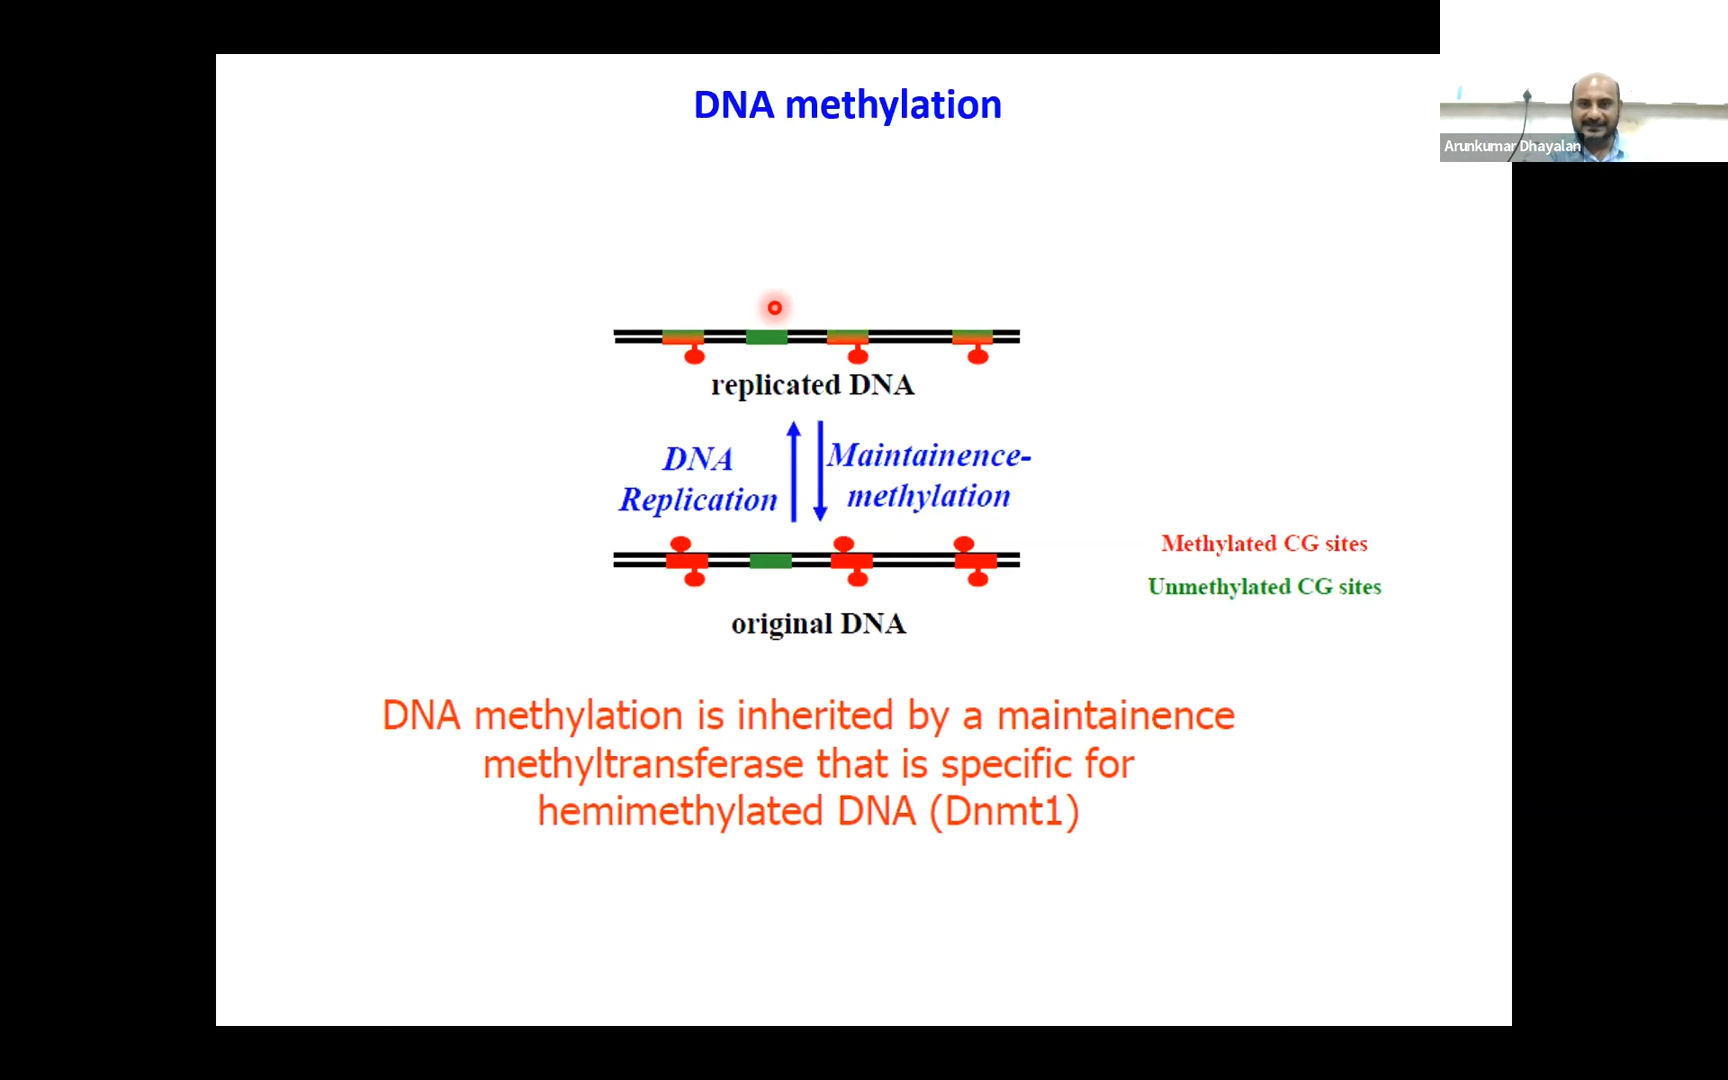 DNA methylation
Arunkumar Dhayalan
replicated DNA
DNA
Replication
Maintainence-
methylation
Methylated CG sites
Unmethylated CG sites
original DNA
DNA methylation is inherited by a maintainence
methyltransferase that is specific for
hemimethylated DNA (Dnmt1)